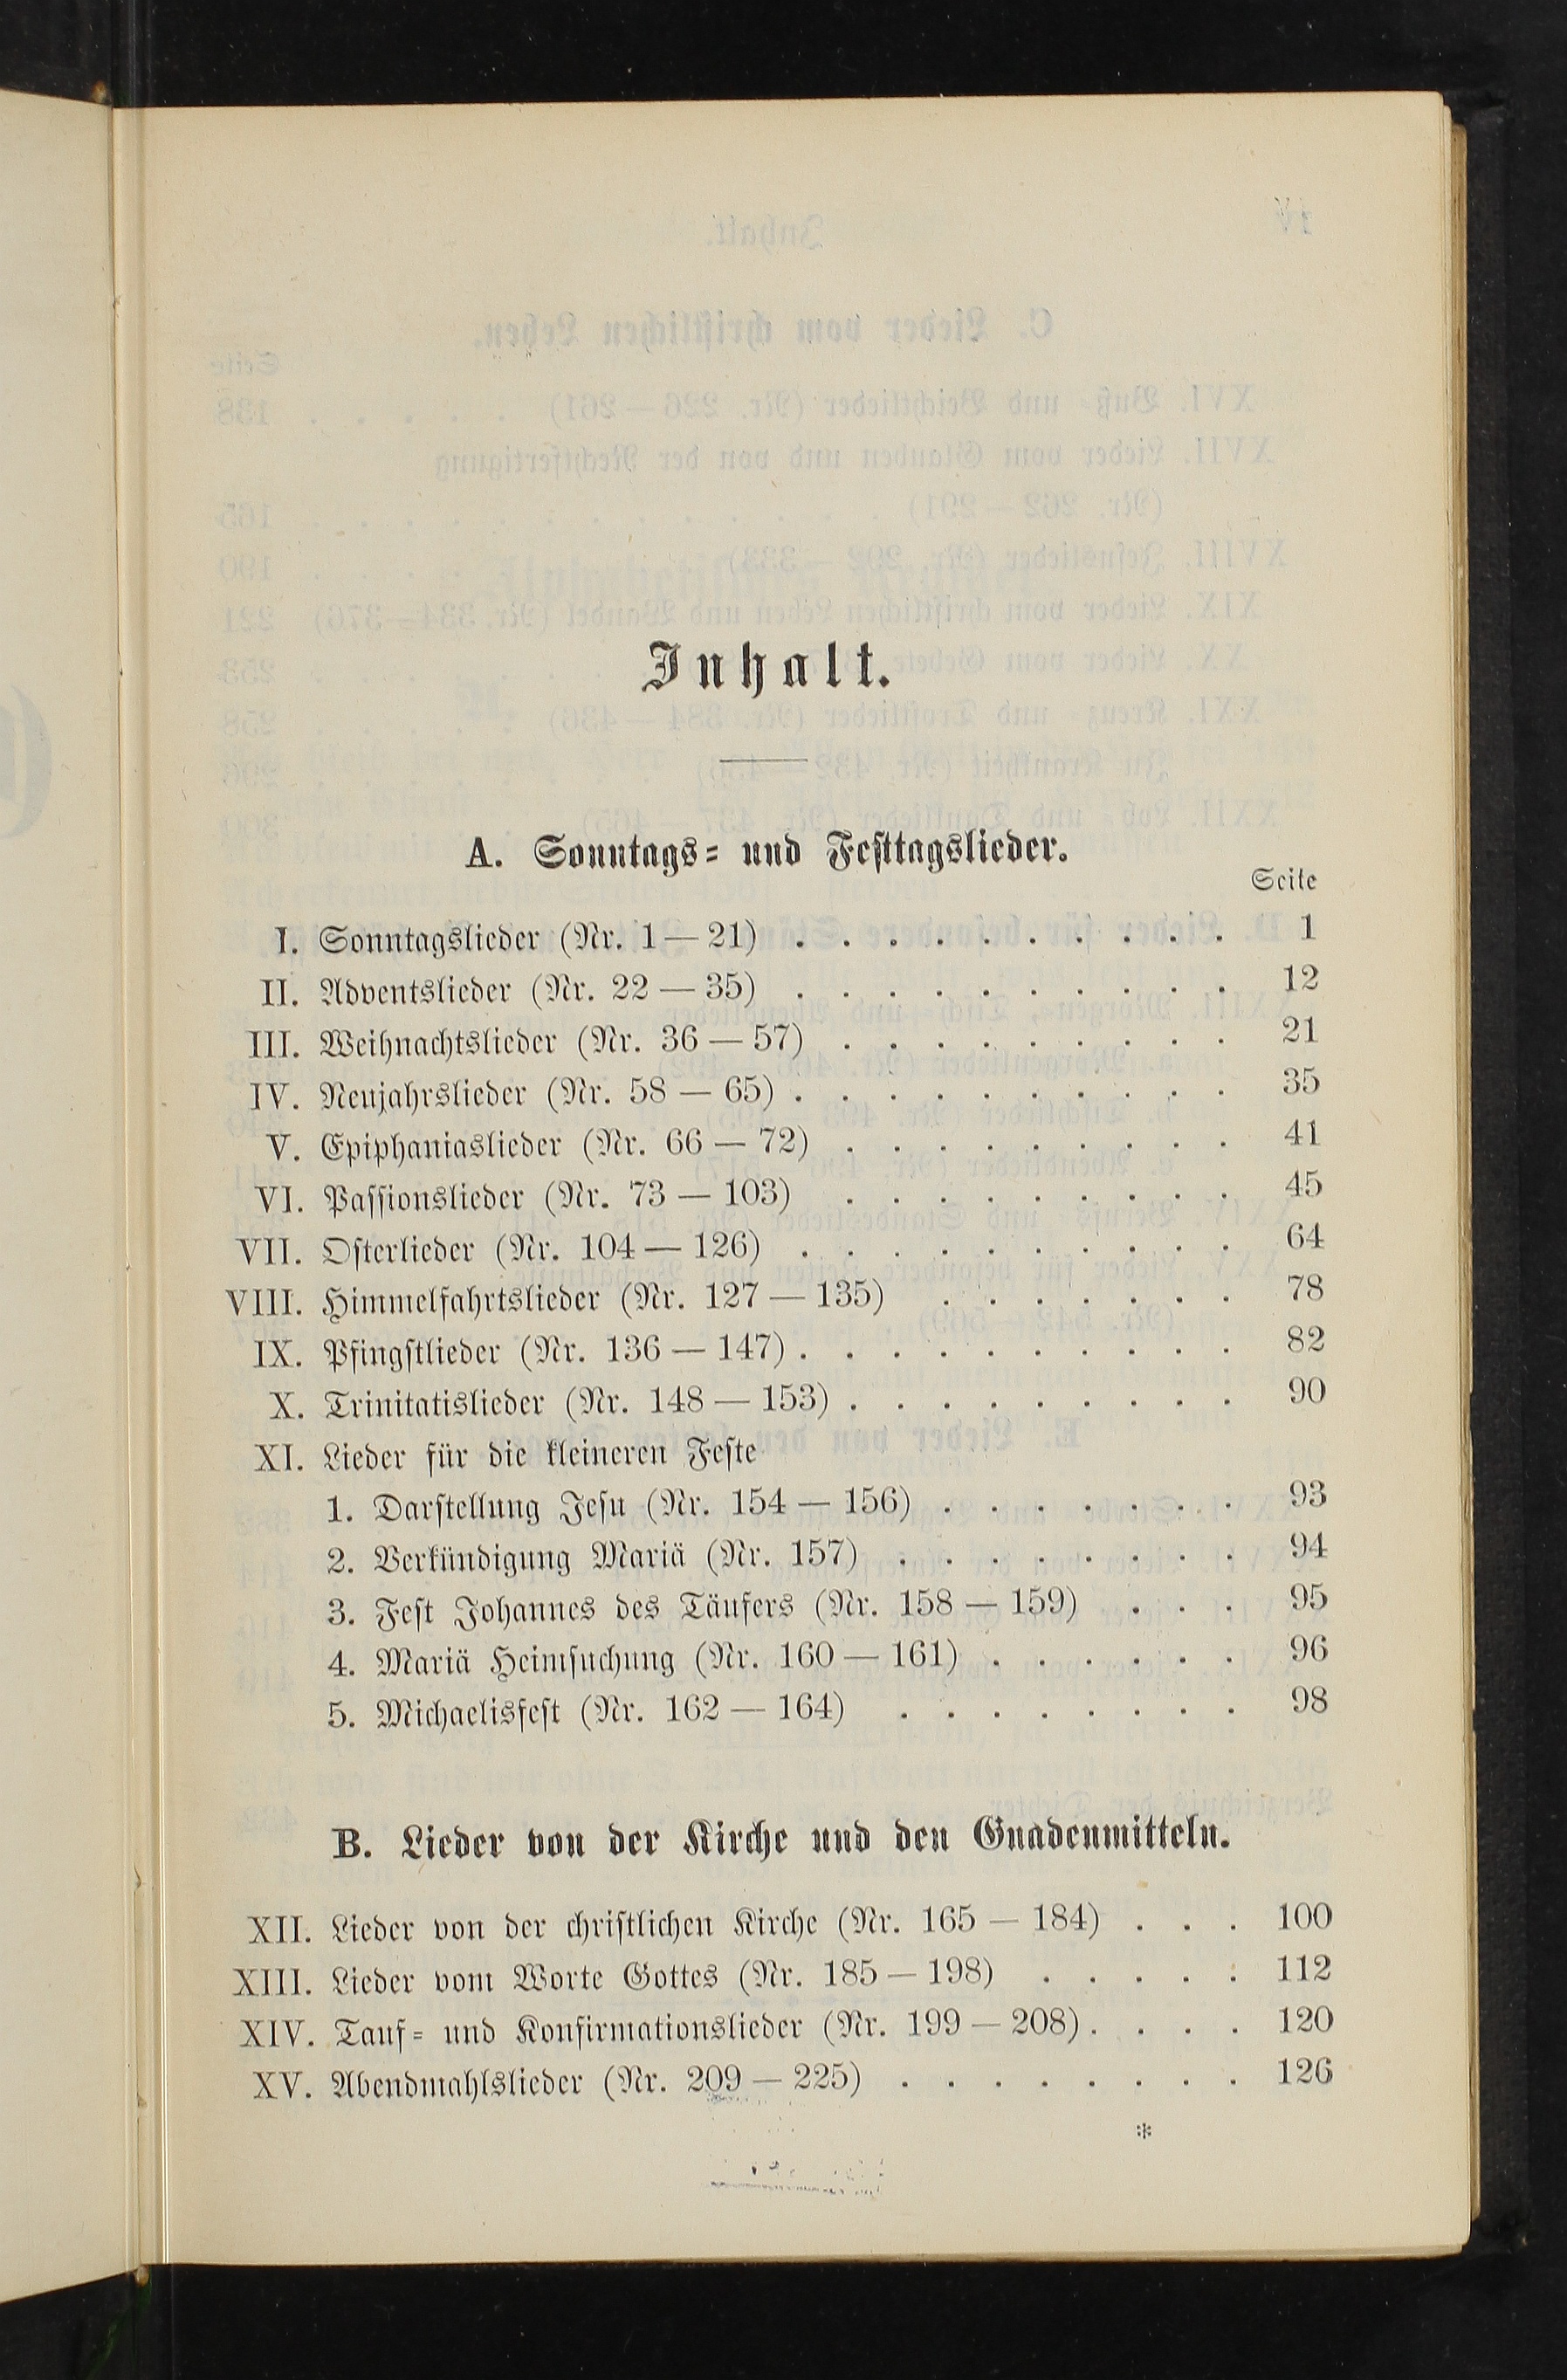 Inhalt.
A. Sonntags= und Festtagslieder.
Seite
I. Sonntagslieder (Nr. 1 — 21) . . . . . . . . . . 1
II. Adventslieder (Nr. 22 — 35) . . . . . . . . . . 12
III. Weihnachtslieder (Nr. 36 — 57) . . . . . . . . . 21
IV. Neujahrslieder (Nr. 58 — 65) . . . . . . . . . . 35
V. Epiphaniaslieder (Nr. 66 — 72) . . . . . . . . . 41
VI. Passionslieder (Nr. 73 — 103) . . . . . . . . . 45
VII. Osterlieder (Nr. 104 — 126) . . . . . . . . . . 64
VIII. Himmelfahrtslieder (Nr. 127 — 135) . . . . . . . 78
IX. Pfingstlieder (Nr. 136 — 147) . . . . . . . . . . 82
X. Trinitatislieder (Nr. 148 — 153) . . . . . . . . . 90
XI. Lieder für die kleineren Feste
1. Darstellung Jesu (Nr. 154 — 156) . . . . . . . 93
2. Verkündigung Mariä (Nr. 157) . . . . . . . . 94
3. Fest Johannes des Täufers (Nr. 158 — 159) . . . 95
4. Mariä Heimsuchung (Nr. 160 — 161) . . . . . . 96
5. Michaelisfest (Nr. 162 — 164) . . . . . . . . 98
B. Lieder von der Kirche und den Gnadenmitteln.
XII. Lieder von der christlichen Kirche (Nr. 165 — 184) . . . 100
XIII. Lieder vom Worte Gottes (Nr. 185 — 198) . . . . . 112
XIV. Tauf= und Konfirmationslieder (Nr. 199 — 208) . . . . 120
XV. Abendmahlslieder (Nr. 209 — 225) . . . . . . . . 126
*